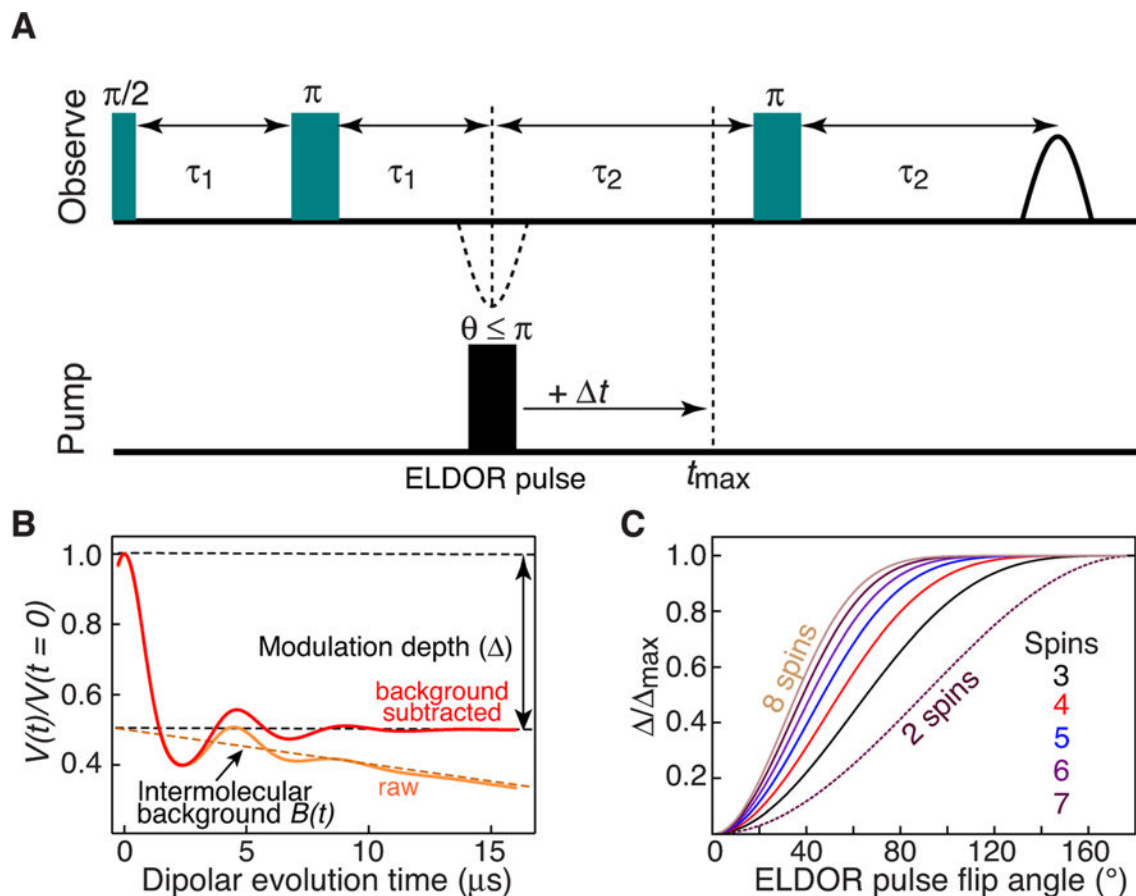 A
Observe
π/2
π
π
τ1
τ1
τ2
τ2
Pump
θ ≤ π
+ Δt
ELDOR pulse
tmax
B
V(t)/V(t = 0)
1.0
0.8
0.6
0.4
Modulation depth (Δ)
background
subtracted
raw
Intermolecular
background B(t)
0
5
10
15
Dipolar evolution time (μs)
C
Δ/Δmax
1.0
0.8
0.6
0.4
0.2
8 spins
2 spins
Spins
3
4
5
6
7
0
40
80
120
160
ELDOR pulse flip angle (°)